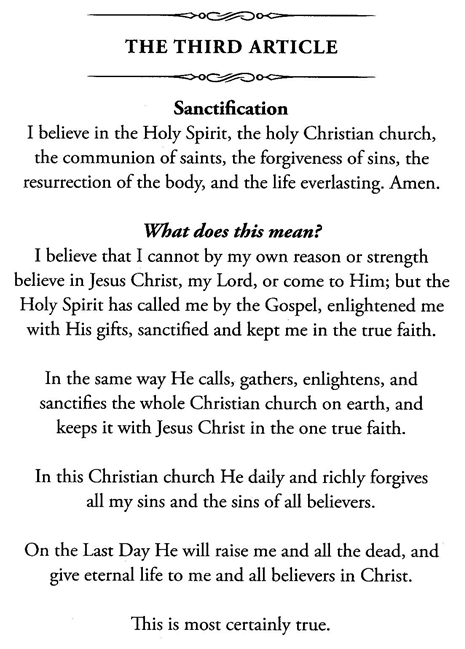 THE THIRD ARTICLE
Sanctification
I believe in the Holy Spirit, the holy Christian church,
the communion of saints, the forgiveness of sins, the
resurrection of the body, and the life everlasting. Amen.
What does this mean?
I believe that I cannot by my own reason or strength
believe in Jesus Christ, my Lord, or come to Him; but the
Holy Spirit has called me by the Gospel, enlightened me
with His gifts, sanctified and kept me in the true faith.
In the same way He calls, gathers, enlightens, and
sanctifies the whole Christian church on earth, and
keeps it with Jesus Christ in the one true faith.
In this Christian church He daily and richly forgives
all my sins and the sins of all believers.
On the Last Day He will raise me and all the dead, and
give eternal life to me and all believers in Christ.
This is most certainly true.